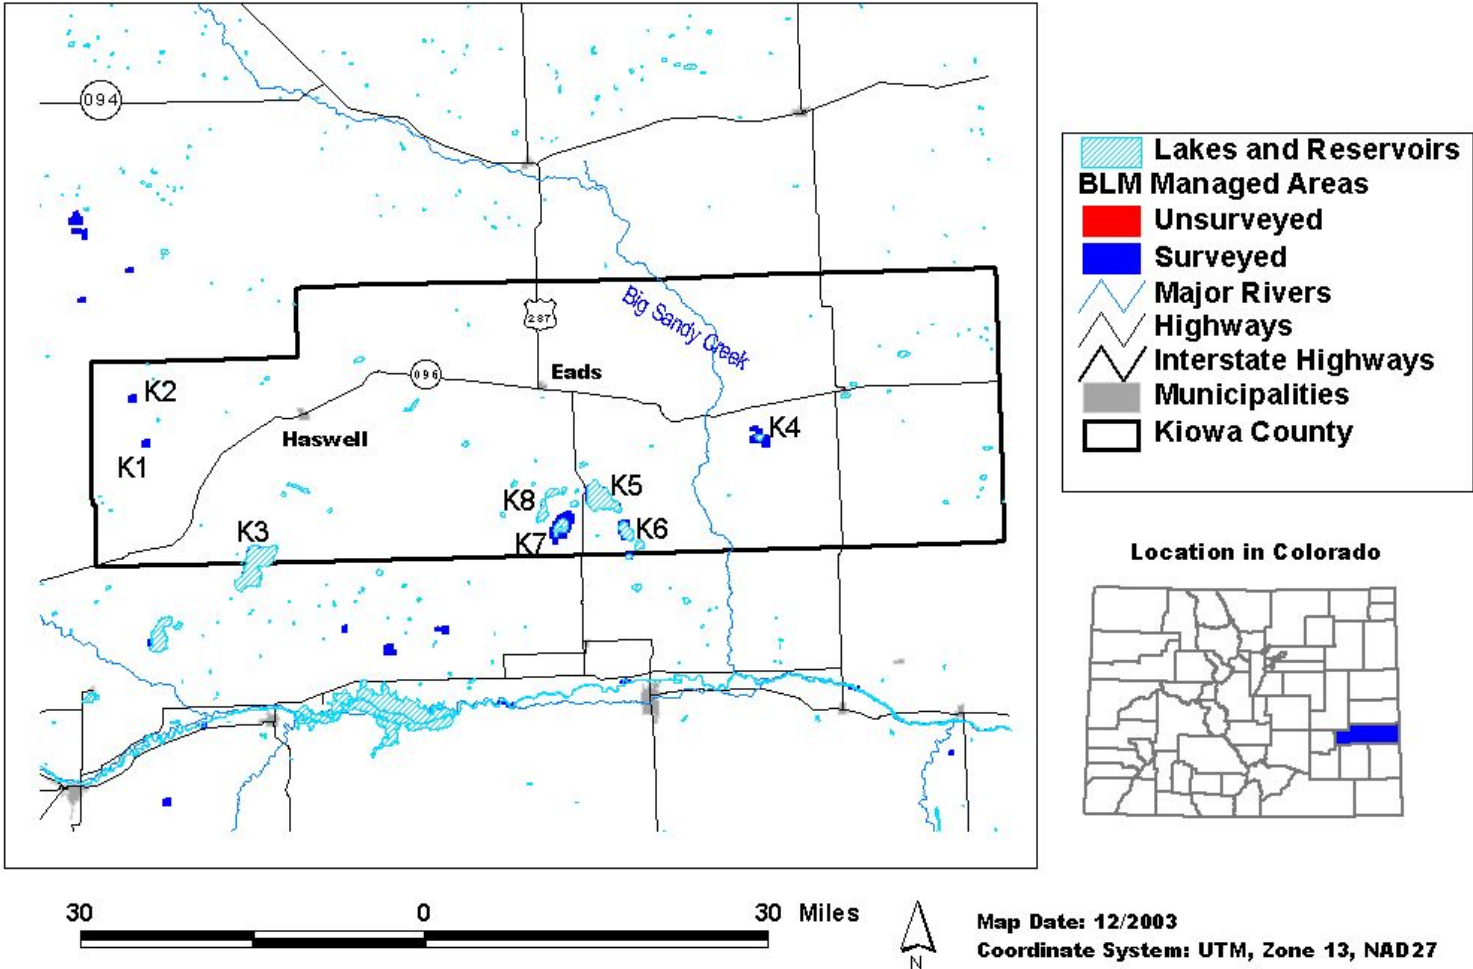 094
Lakes and Reservoirs
BLM Managed Areas
Unsurveyed
Surveyed
Major Rivers
Highways
Interstate Highways
Municipalities
Kiowa County
287
Big Sandy Creek
096
Eads
K2
Haswell
K4
K1
K5
K8
K6
K3
K7
Location in Colorado
30 0 30 Miles
N
Map Date: 12/2003
Coordinate System: UTM, Zone 13, NAD27